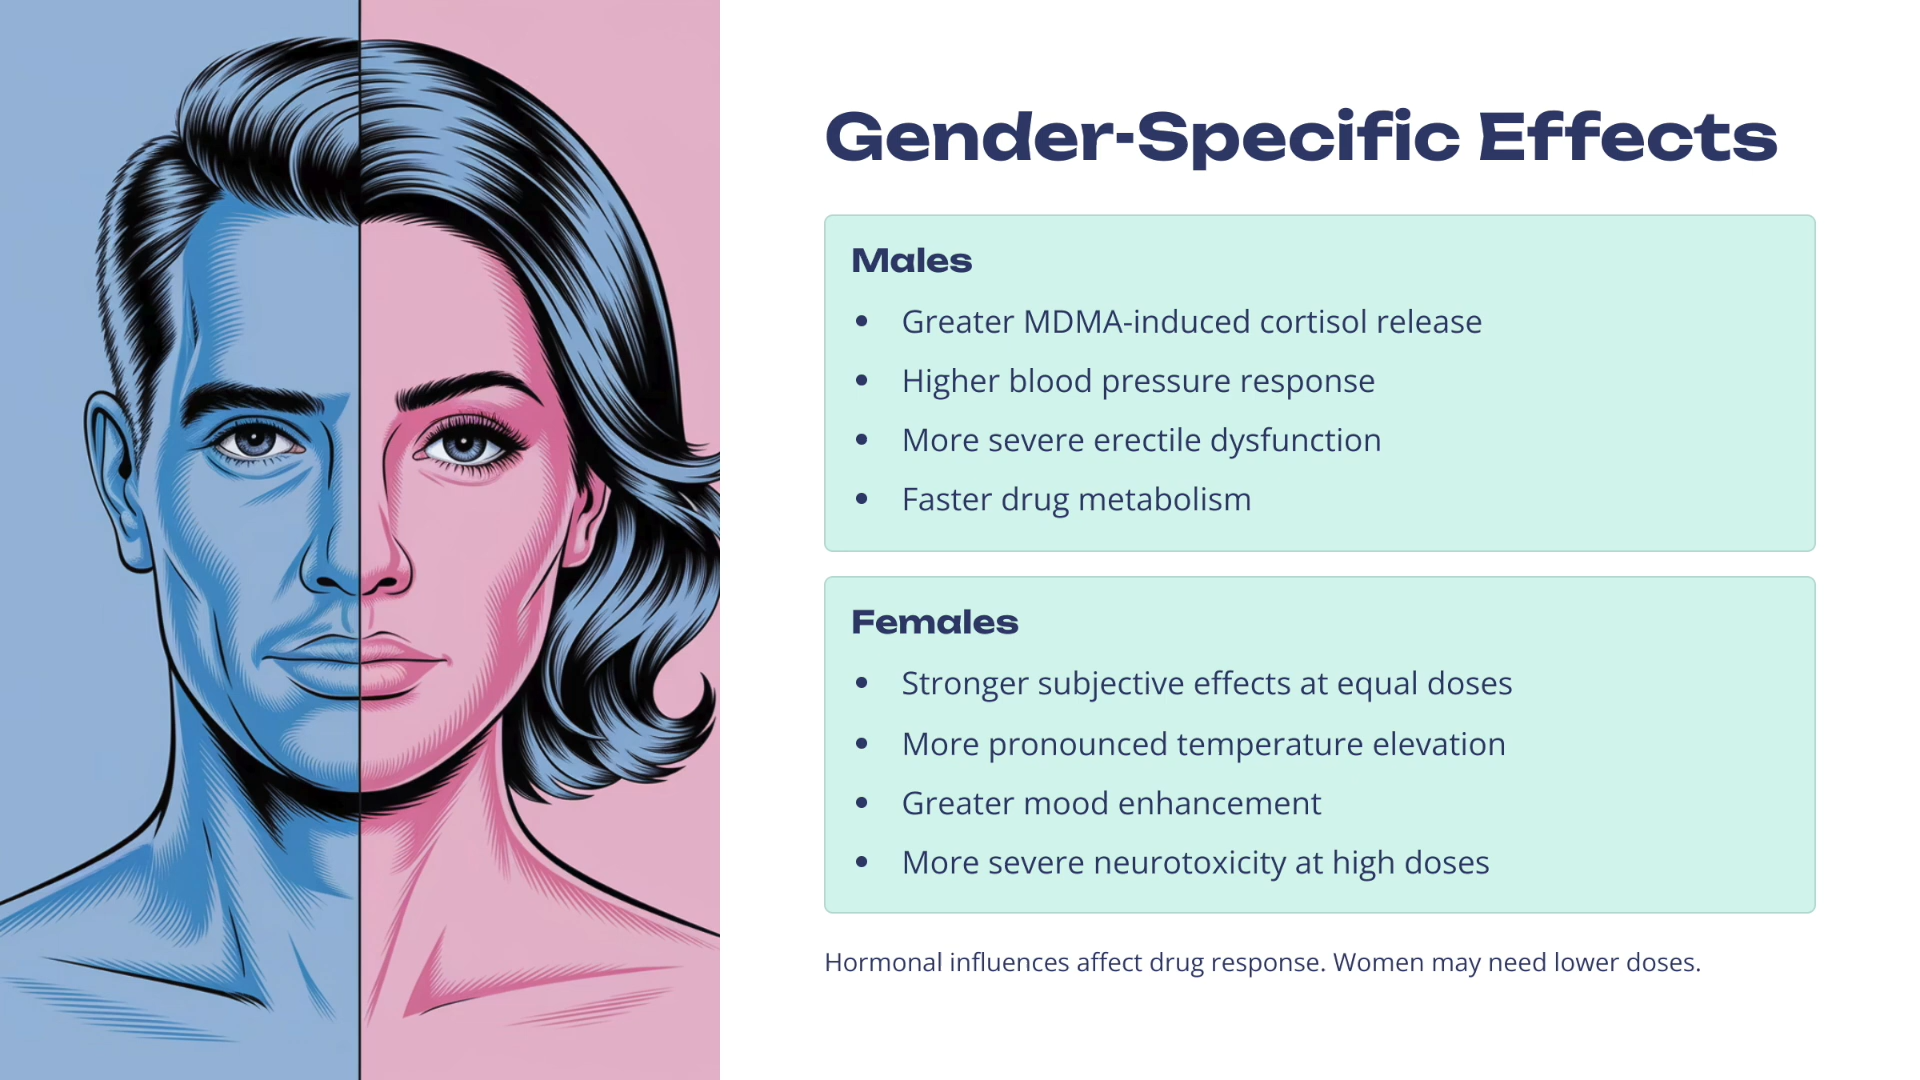 Gender-Specific Effects
Males
• Greater MDMA-induced cortisol release
• Higher blood pressure response
• More severe erectile dysfunction
• Faster drug metabolism
Females
• Stronger subjective effects at equal doses
• More pronounced temperature elevation
• Greater mood enhancement
• More severe neurotoxicity at high doses
Hormonal influences affect drug response. Women may need lower doses.